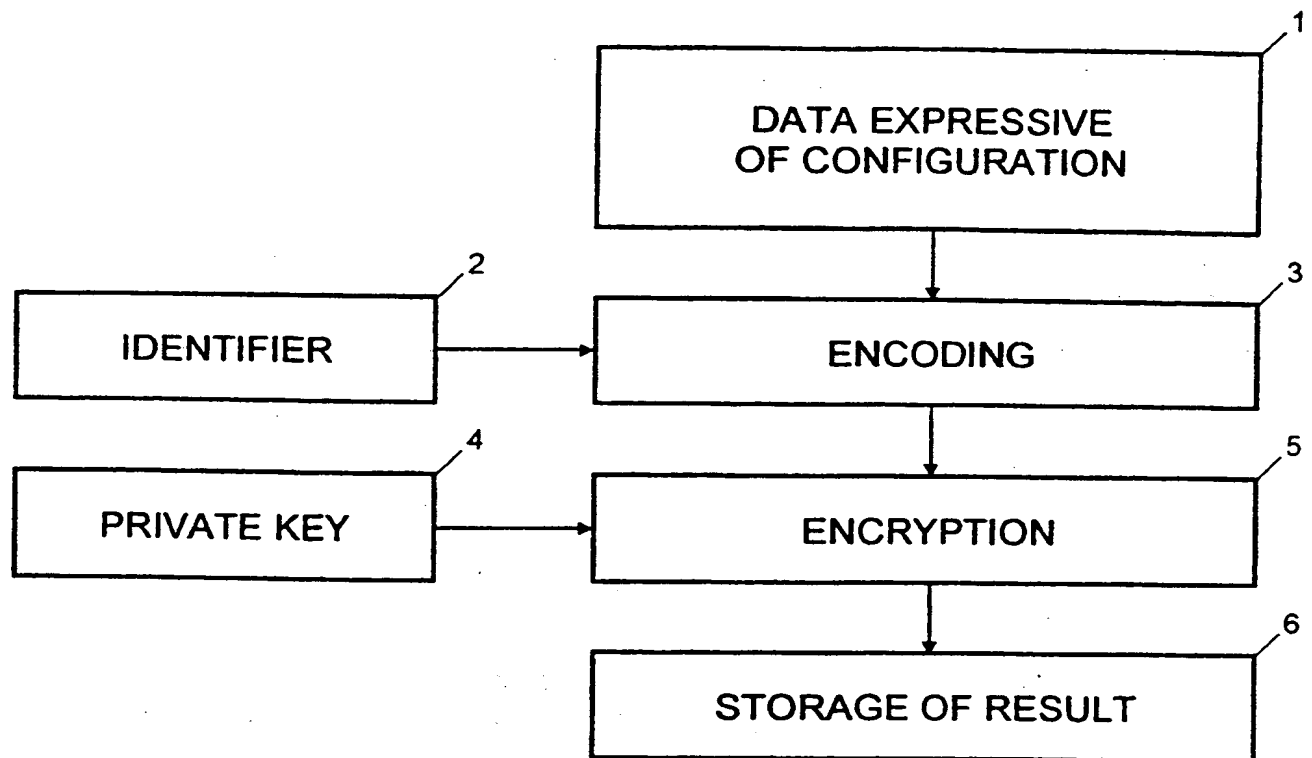 1
DATA EXPRESSIVE
OF CONFIGURATION
2
IDENTIFIER
3
ENCODING
4
PRIVATE KEY
5
ENCRYPTION
6
STORAGE OF RESULT